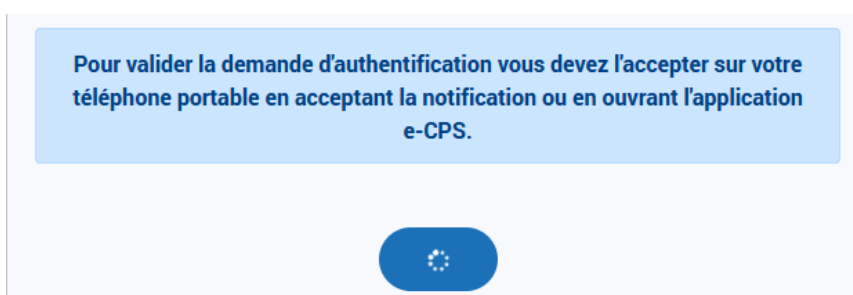 Pour valider la demande d'authentification vous devez l'accepter sur votre
téléphone portable en acceptant la notification ou en ouvrant l'application
e-CPS.